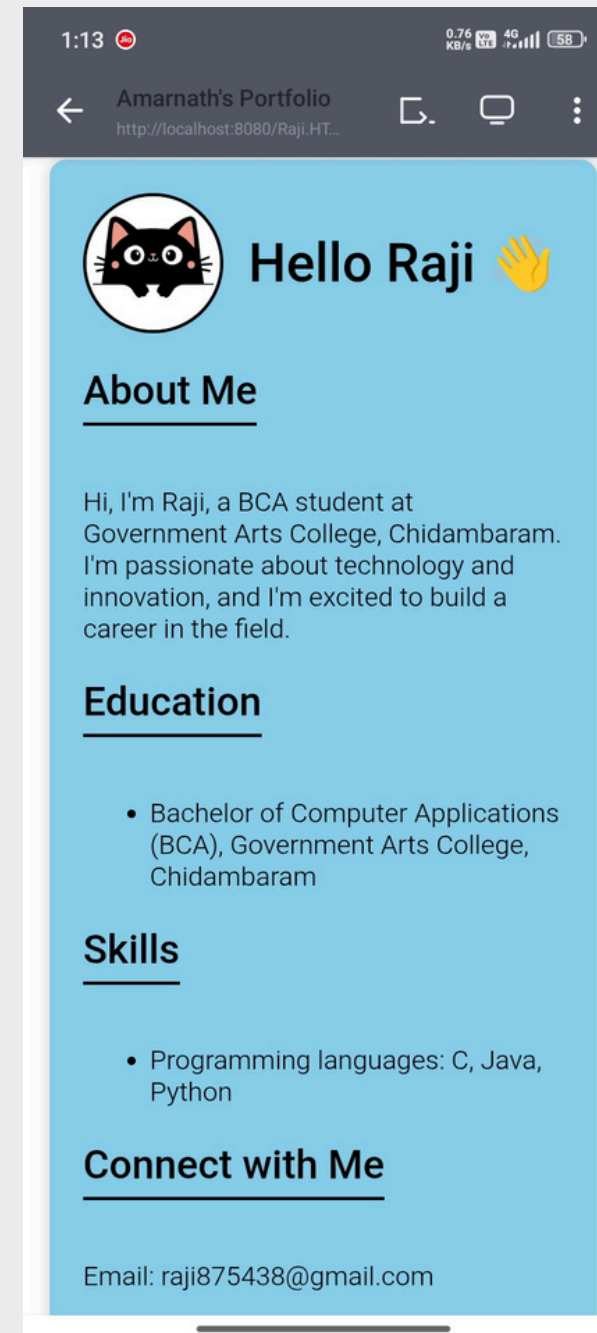 1:13 Jio 0.76 KB/s Vo LTE 4G 58
Amarnath's Portfolio
http://localhost:8080/Raji.HT...
Hello Raji 👋
About Me
Hi, I'm Raji, a BCA student at
Government Arts College, Chidambaram.
I'm passionate about technology and
innovation, and I'm excited to build a
career in the field.
Education
• Bachelor of Computer Applications
(BCA), Government Arts College,
Chidambaram
Skills
• Programming languages: C, Java,
Python
Connect with Me
Email: raji875438@gmail.com